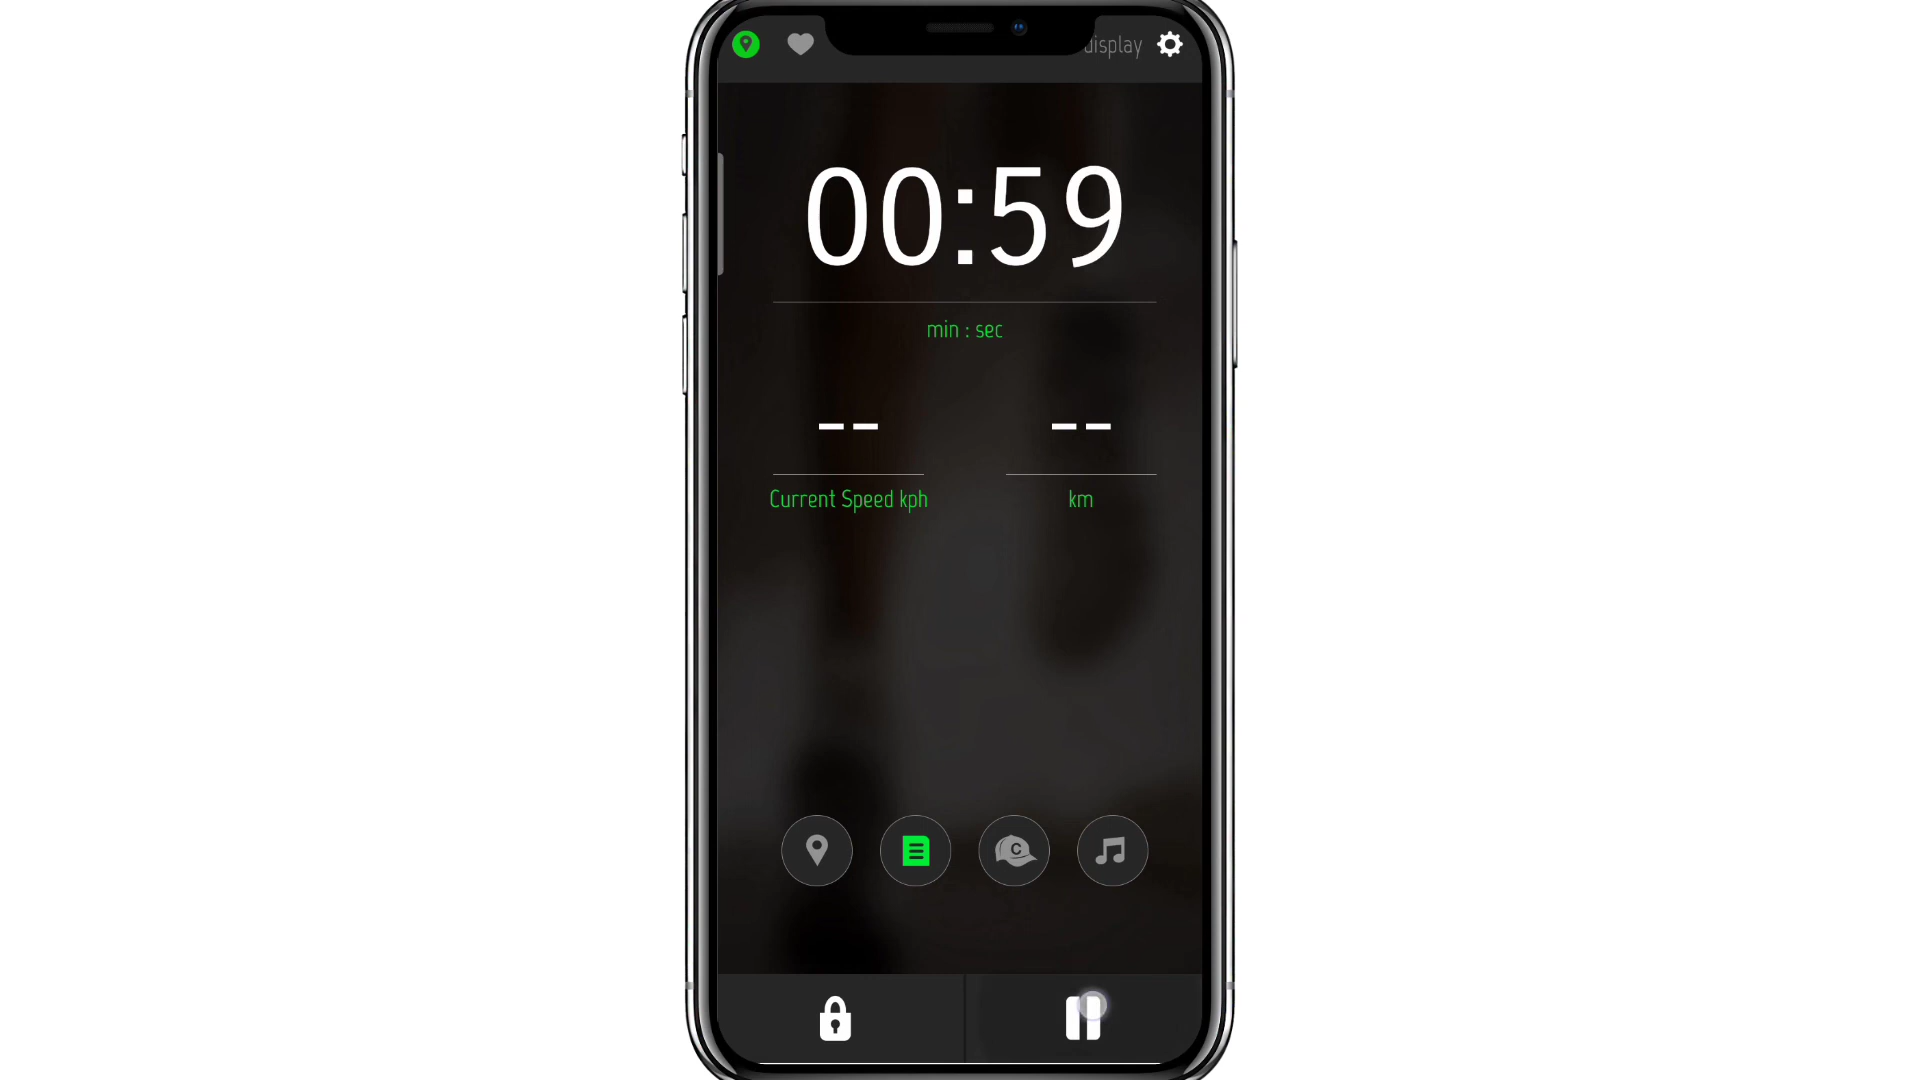 display
00:59
min : sec
-- --
Current Speed kph km
C